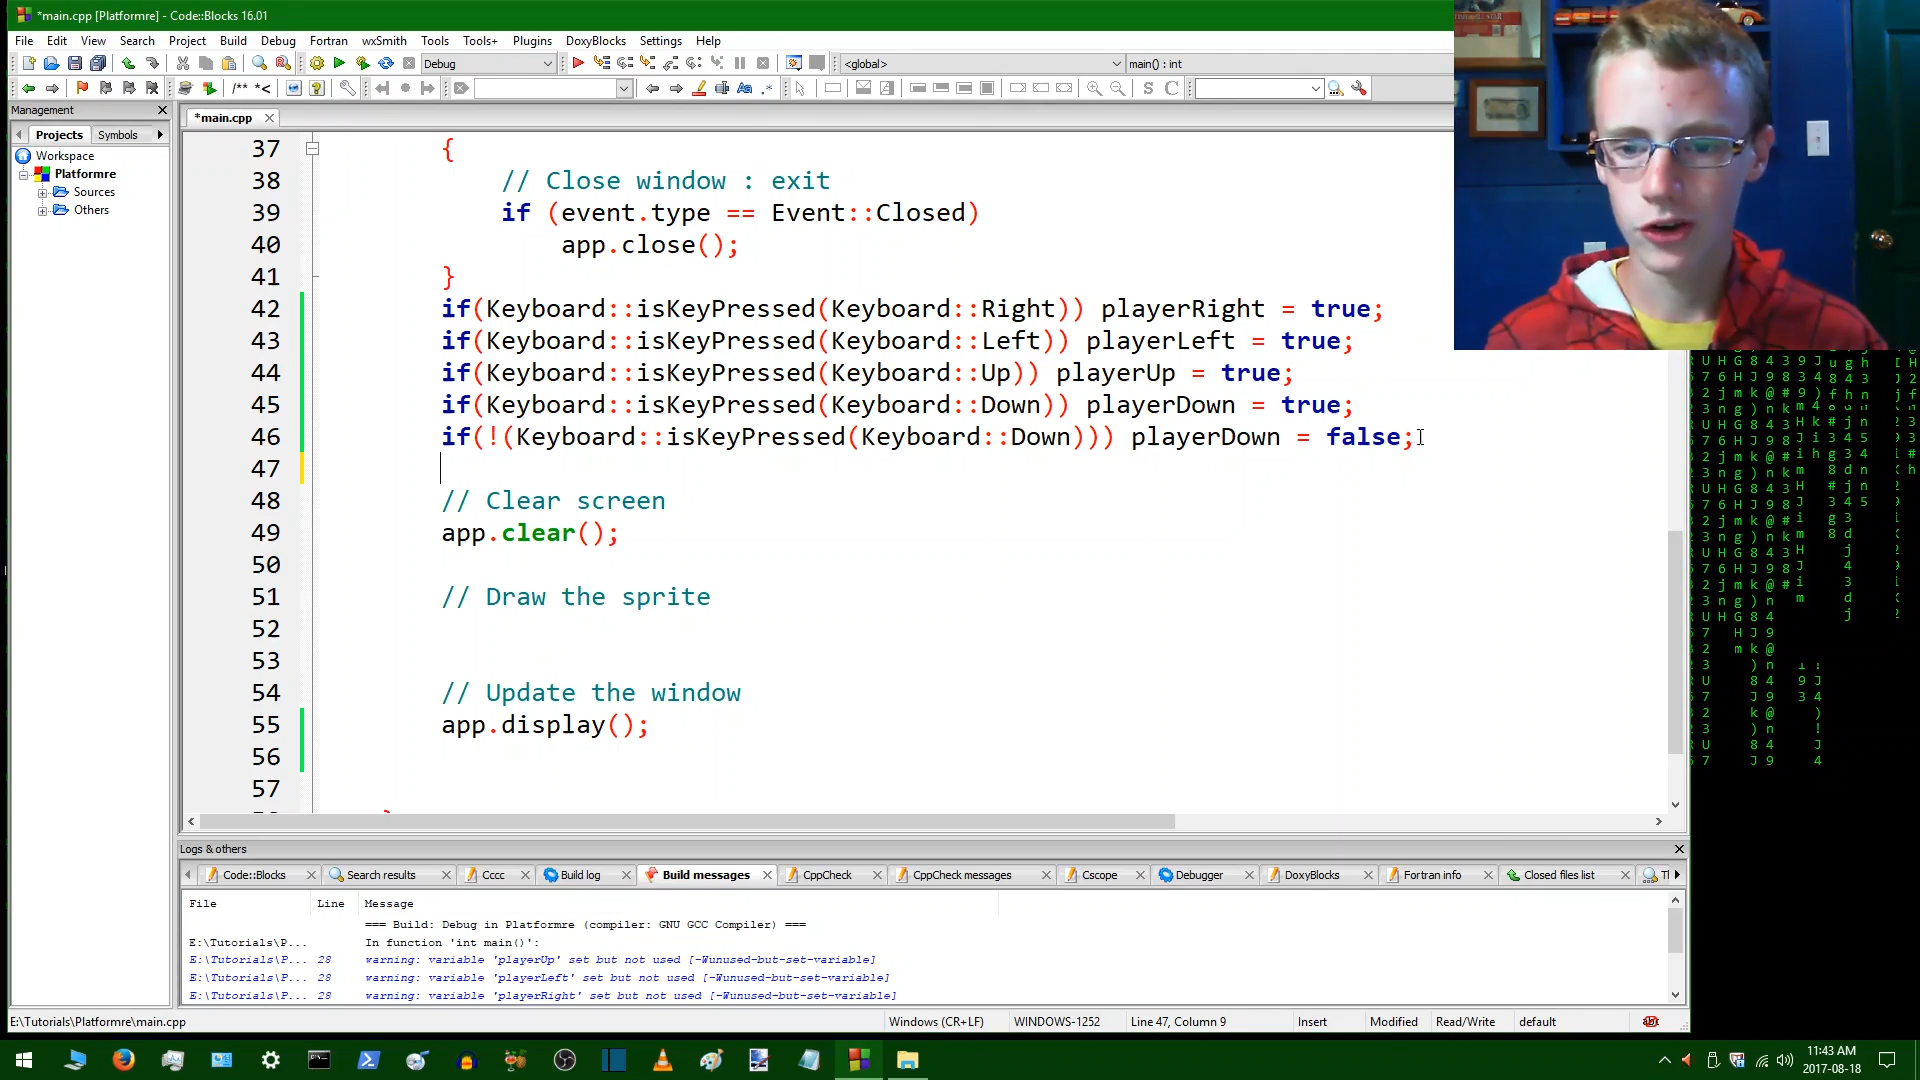 *main.cpp [Platformre] - Code::Blocks 16.01
File Edit View Search Project Build Debug Fortran wxSmith Tools Tools+ Plugins DoxyBlocks Settings Help
Debug <global> main() : int
/** *<
S C
Management
Projects Symbols
Workspace
Platformre
Sources
Others
*main.cpp
37 {
38 // Close window : exit
39 if (event.type == Event::Closed)
40 app.close();
41 }
42 if(Keyboard::isKeyPressed(Keyboard::Right)) playerRight = true;
43 if(Keyboard::isKeyPressed(Keyboard::Left)) playerLeft = true;
44 if(Keyboard::isKeyPressed(Keyboard::Up)) playerUp = true;
45 if(Keyboard::isKeyPressed(Keyboard::Down)) playerDown = true;
46 if(!(Keyboard::isKeyPressed(Keyboard::Down))) playerDown = false;
47
48 // Clear screen
49 app.clear();
50
51 // Draw the sprite
52
53
54 // Update the window
55 app.display();
56
57
Logs & others
Code::Blocks Search results Cccc Build log Build messages CppCheck CppCheck messages Cscope Debugger DoxyBlocks Fortran info Closed files list
File Line Message
=== Build: Debug in Platformre (compiler: GNU GCC Compiler) ===
E:\Tutorials\P... In function 'int main()':
E:\Tutorials\P... 28 warning: variable 'playerUp' set but not used [-Wunused-but-set-variable]
E:\Tutorials\P... 28 warning: variable 'playerLeft' set but not used [-Wunused-but-set-variable]
E:\Tutorials\P... 28 warning: variable 'playerRight' set but not used [-Wunused-but-set-variable]
E:\Tutorials\Platformre\main.cpp Windows (CR+LF) WINDOWS-1252 Line 47, Column 9 Insert Modified Read/Write default
11:43 AM
2017-08-18